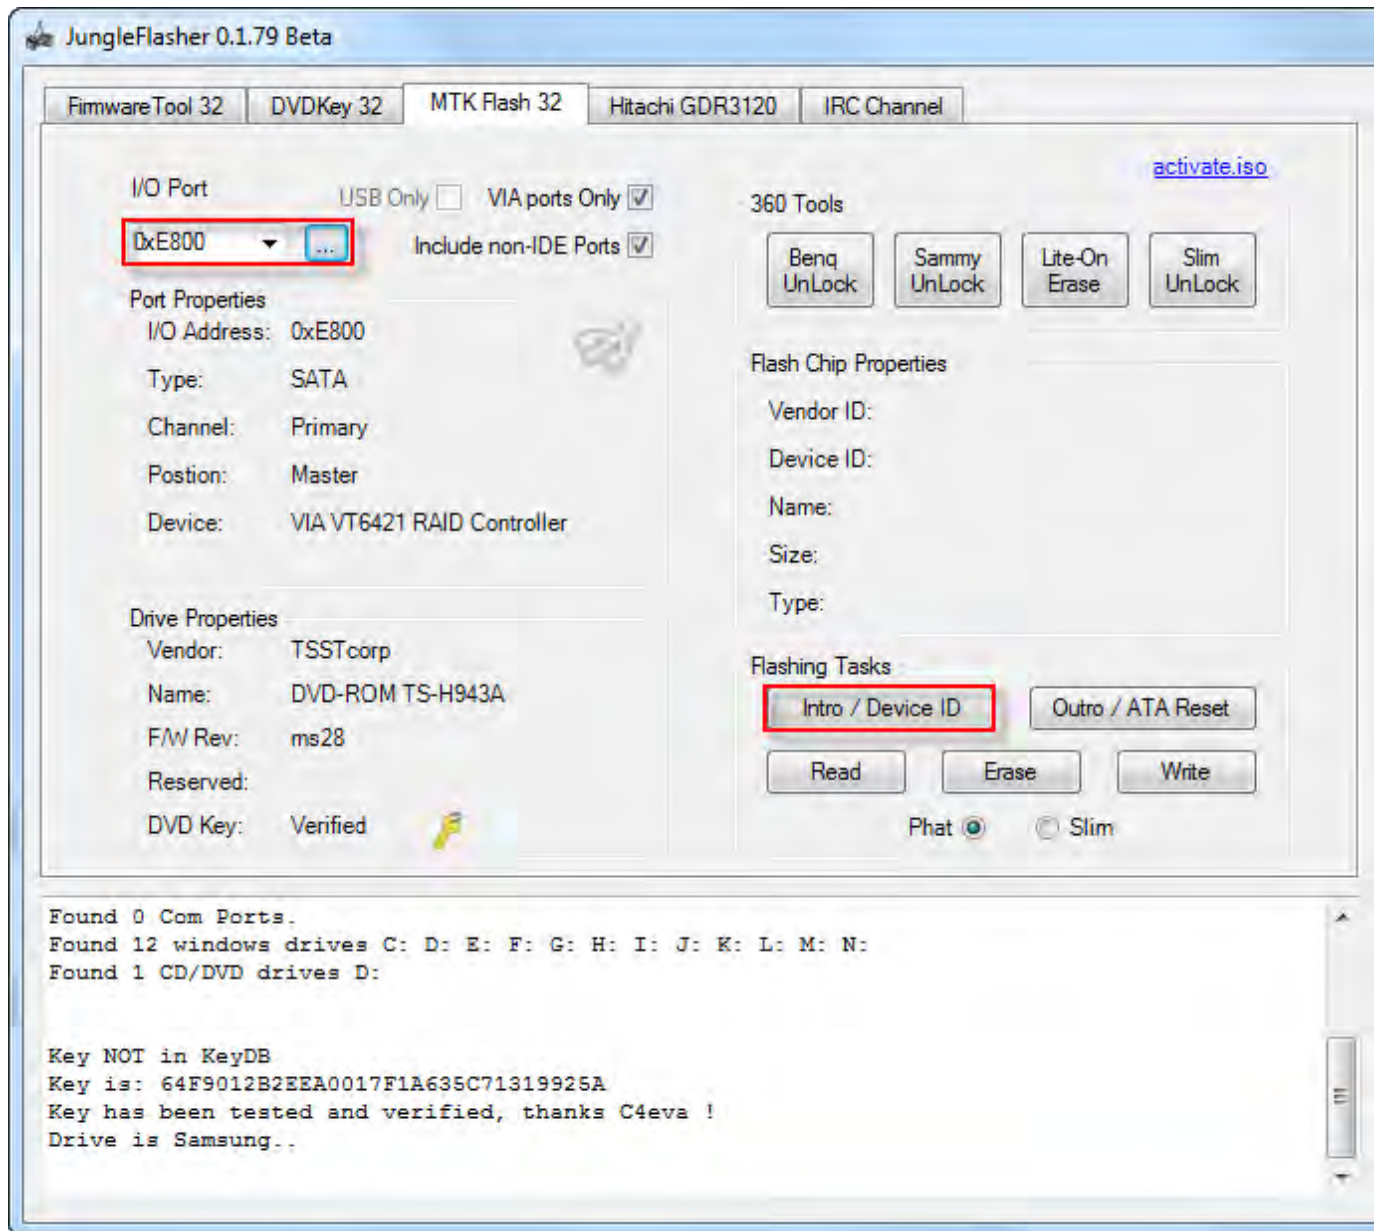 JungleFlasher 0.1.79 Beta
FirmwareTool 32
DVDKey 32
MTK Flash 32
Hitachi GDR3120
IRC Channel
activate.iso
I/O Port
USB Only
VIA ports Only
0xE800
...
Include non-IDE Ports
Port Properties
I/O Address: 0xE800
Type: SATA
Channel: Primary
Postion: Master
Device: VIA VT6421 RAID Controller
Drive Properties
Vendor: TSSTcorp
Name: DVD-ROM TS-H943A
F/W Rev: ms28
Reserved:
DVD Key: Verified
360 Tools
Benq
UnLock
Sammy
UnLock
Lite-On
Erase
Slim
UnLock
Flash Chip Properties
Vendor ID:
Device ID:
Name:
Size:
Type:
Flashing Tasks
Intro / Device ID
Outro / ATA Reset
Read
Erase
Write
Phat
Slim
Found 0 Com Ports.
Found 12 windows drives C: D: E: F: G: H: I: J: K: L: M: N:
Found 1 CD/DVD drives D:
Key NOT in KeyDB
Key is: 64F9012B2EEA0017F1A635C71319925A
Key has been tested and verified, thanks C4eva !
Drive is Samsung..